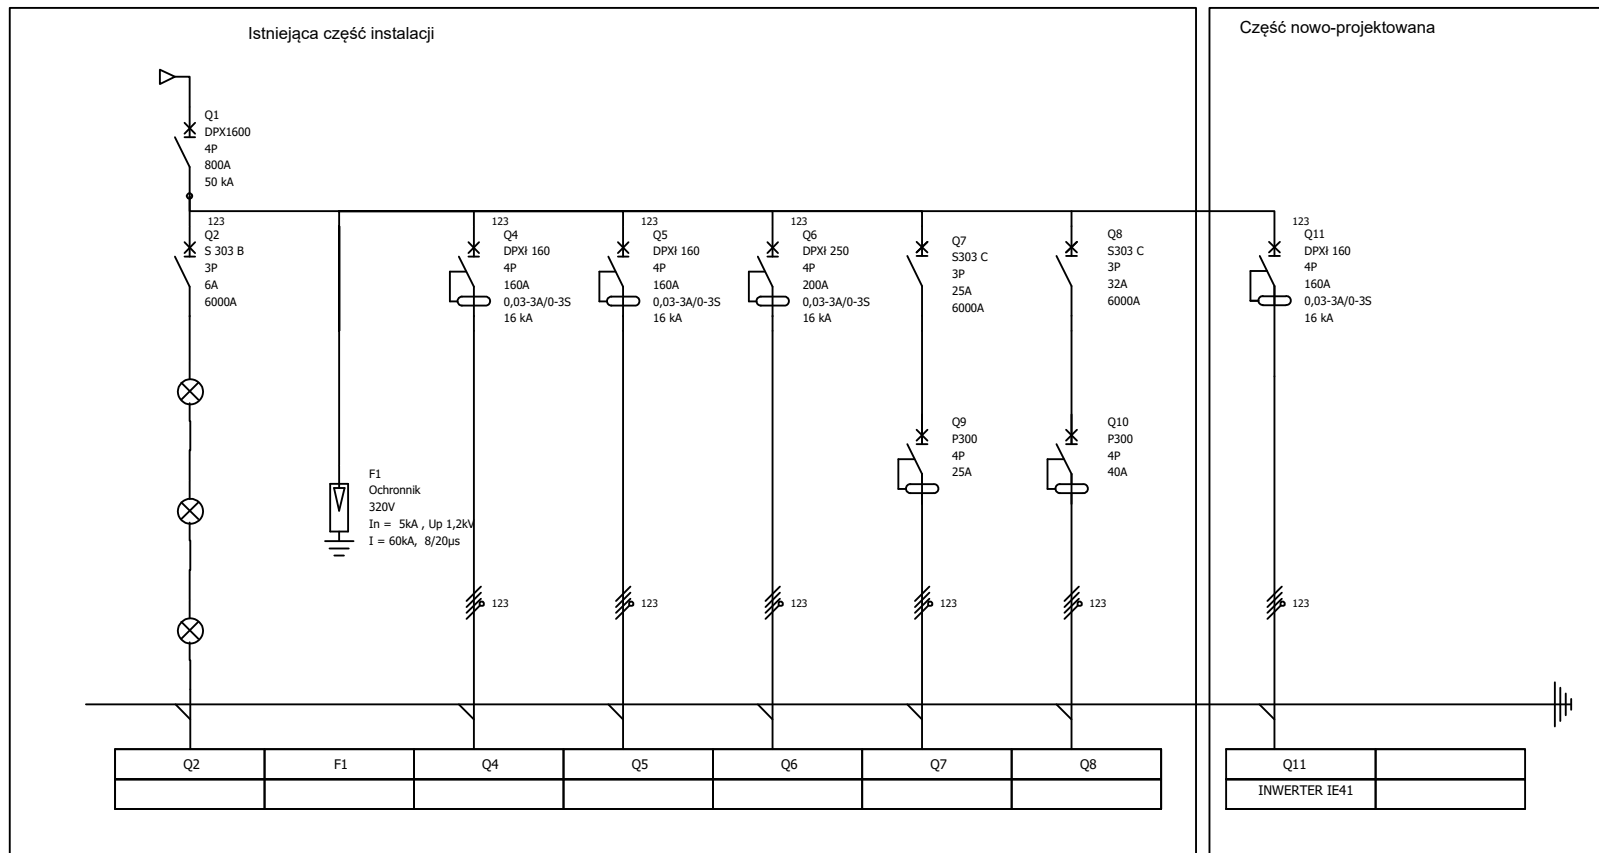 Istniejąca część instalacji
Część nowo-projektowana
Q1
DPX1600
4P
800A
50 kA
123
Q2
S 303 B
3P
6A
6000A
F1
Ochronnik
320V
In = 5kA , Up 1,2kV
I = 60kA, 8/20µs
123
Q4
DPXł 160
4P
160A
0,03-3A/0-3S
16 kA
123
123
Q5
DPXł 160
4P
160A
0,03-3A/0-3S
16 kA
123
123
Q6
DPXł 250
4P
200A
0,03-3A/0-3S
16 kA
123
Q7
S303 C
3P
25A
6000A
Q9
P300
4P
25A
123
Q8
S303 C
3P
32A
6000A
Q10
P300
4P
40A
123
123
Q11
DPXł 160
4P
160A
0,03-3A/0-3S
16 kA
123
Q2
F1
Q4
Q5
Q6
Q7
Q8
Q11
INWERTER IE41